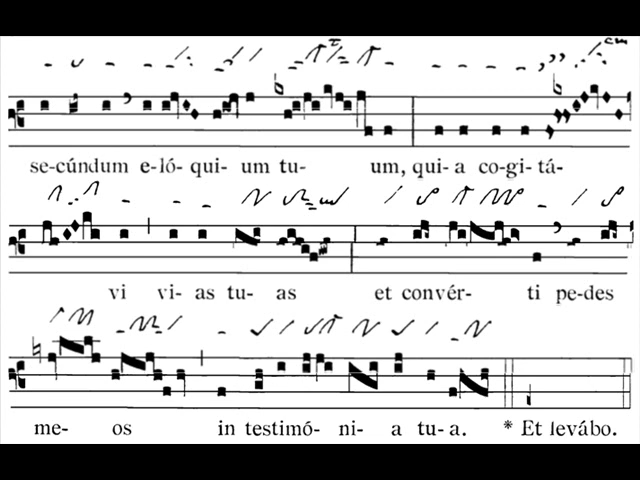 se-cúndum e-ló- qui- um tu- um, qui- a co-gi-tá-
vi vi- as tu- as et convér- ti pe-des
me- os in testimó- ni- a tu-a. * Et levábo.